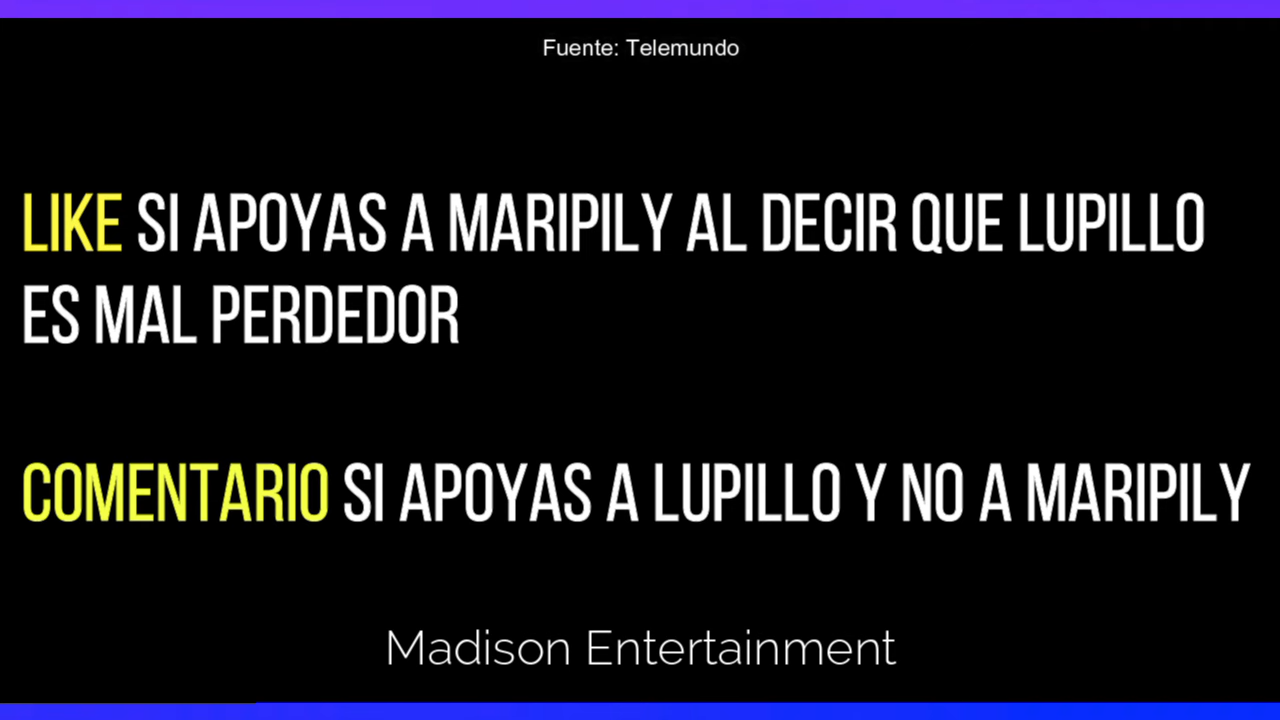 Fuente: Telemundo
LIKE SI APOYAS A MARIPILY AL DECIR QUE LUPILLO
ES MAL PERDEDOR
COMENTARIO SI APOYAS A LUPILLO Y NO A MARIPILY
Madison Entertainment